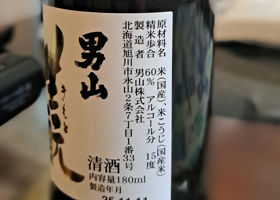 原材料名 米(国産)、米こうじ(国産米)
精米歩合 60% アルコール分 15度
製造者 男山株式会社
北海道旭川市永山2条7丁目1番33号
男山
清酒
内容量180ml
製造年月